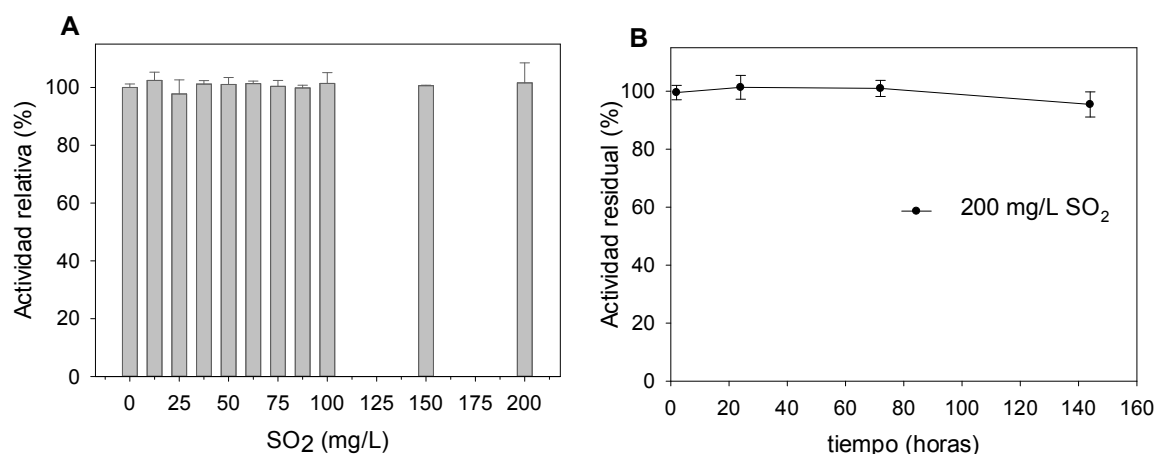 A
Actividad relativa (%)
100
80
60
40
20
0
0 25 50 75 100 125 150 175 200
SO2 (mg/L)
B
Actividad residual (%)
100
80
60
40
20
0
200 mg/L SO2
0 20 40 60 80 100 120 140 160
tiempo (horas)